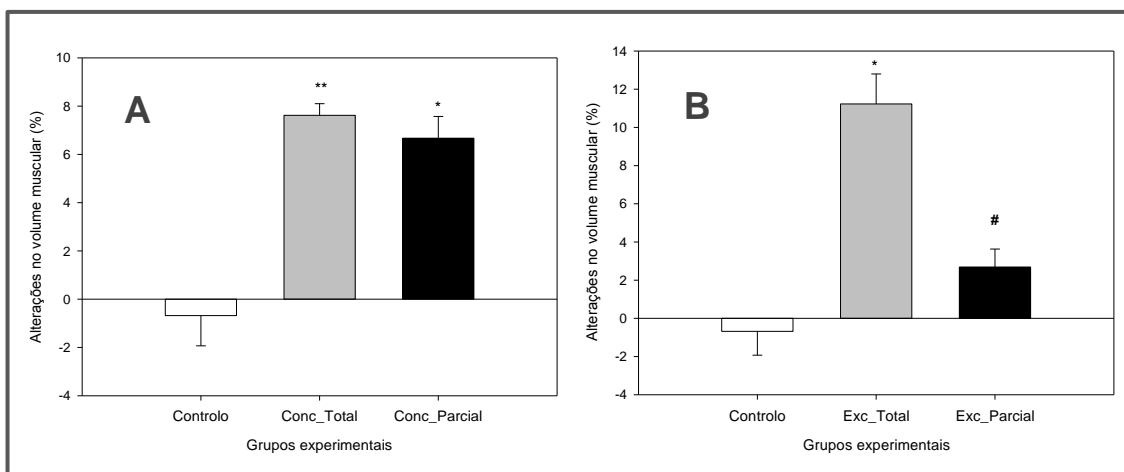 A
Alterações no volume muscular (%)
10
8
6
4
2
0
-2
-4
**
*
Controlo
Conc_Total
Conc_Parcial
Grupos experimentais
B
Alterações no volume muscular (%)
14
12
10
8
6
4
2
0
-2
-4
*
#
Controlo
Exc_Total
Exc_Parcial
Grupos experimentais